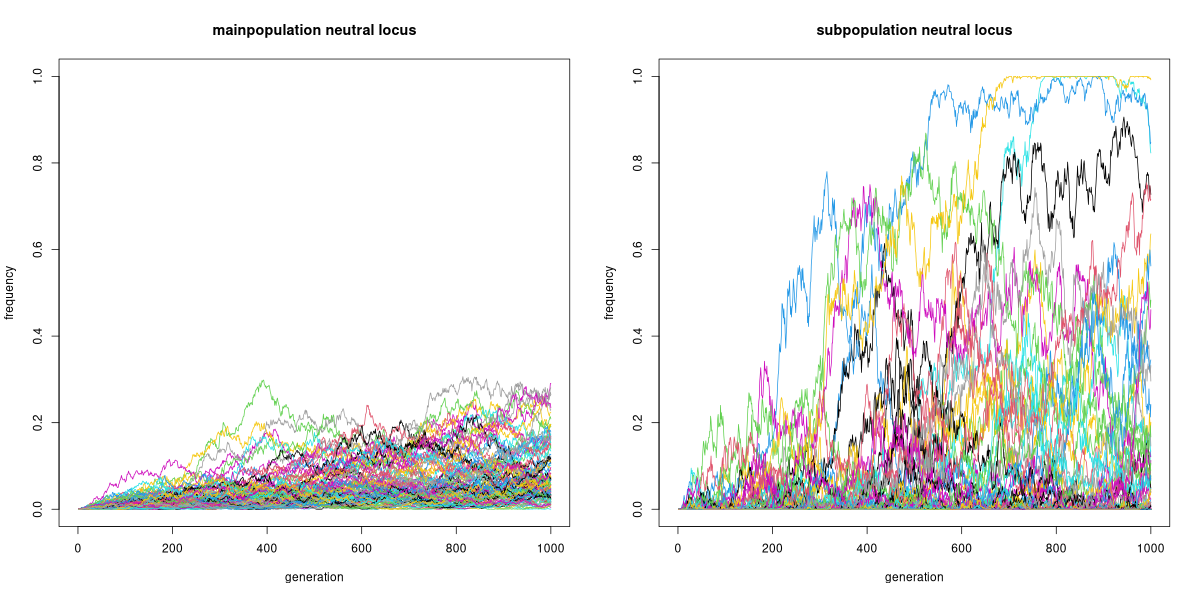 mainpopulation neutral locus
frequency
0.0 0.2 0.4 0.6 0.8 1.0
0 200 400 600 800 1000
generation
subpopulation neutral locus
frequency
0.0 0.2 0.4 0.6 0.8 1.0
0 200 400 600 800 1000
generation